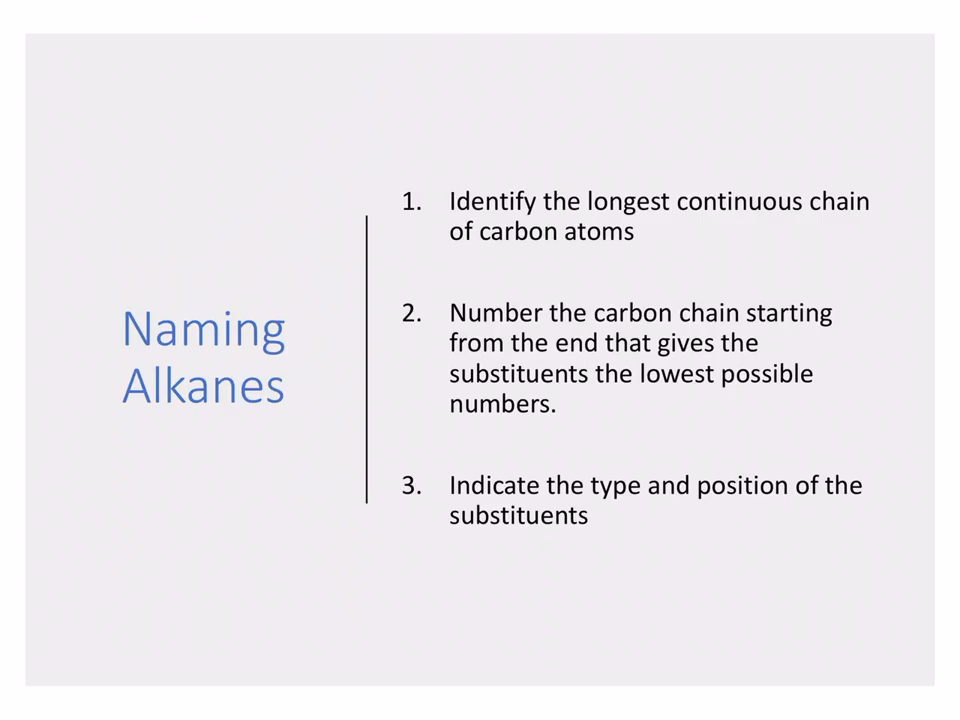 Naming
Alkanes
1. Identify the longest continuous chain
of carbon atoms
2. Number the carbon chain starting
from the end that gives the
substituents the lowest possible
numbers.
3. Indicate the type and position of the
substituents